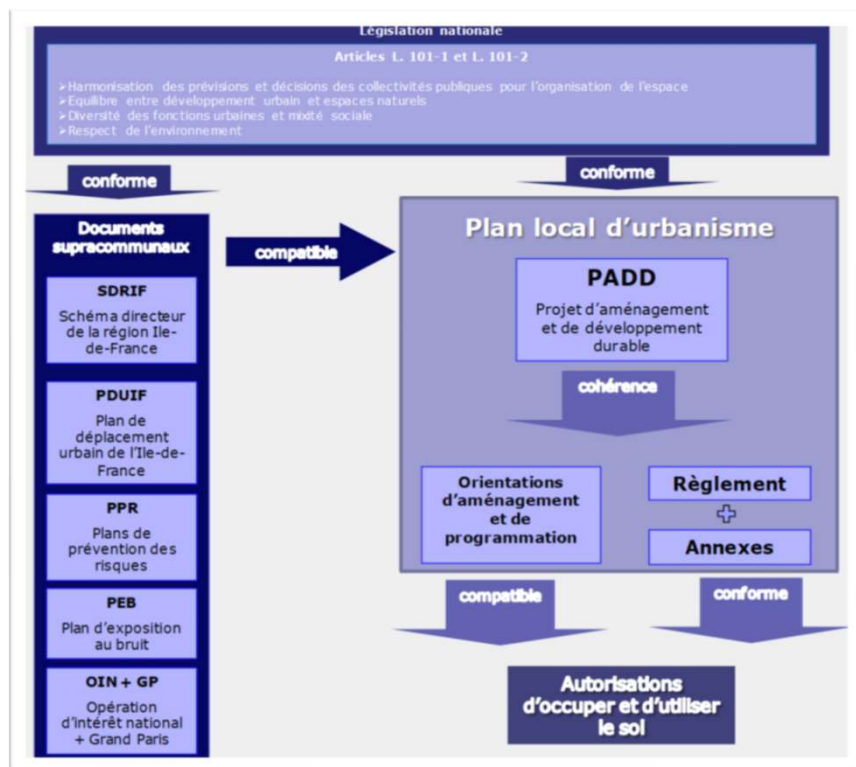 Législation nationale
Articles L. 101-1 et L. 101-2
➢Harmonisation des prévisions et décisions des collectivités publiques pour l'organisation de l'espace
➢Equilibre entre développement urbain et espaces naturels
➢Diversité des fonctions urbaines et mixité sociale
➢Respect de l'environnement
conforme
conforme
Documents
supracommunaux
SDRIF
Schéma directeur
de la région Ile-
de-France
PDUIF
Plan de
déplacement
urbain de l'Ile-de-
France
PPR
Plans de
prévention des
risques
PEB
Plan d'exposition
au bruit
OIN + GP
Opération
d'intérêt national
+ Grand Paris
compatible
Plan local d'urbanisme
PADD
Projet d'aménagement
et de développement
durable
cohérence
Orientations
d'aménagement
et de
programmation
Règlement
Annexes
compatible
conforme
Autorisations
d'occuper et d'utiliser
le sol